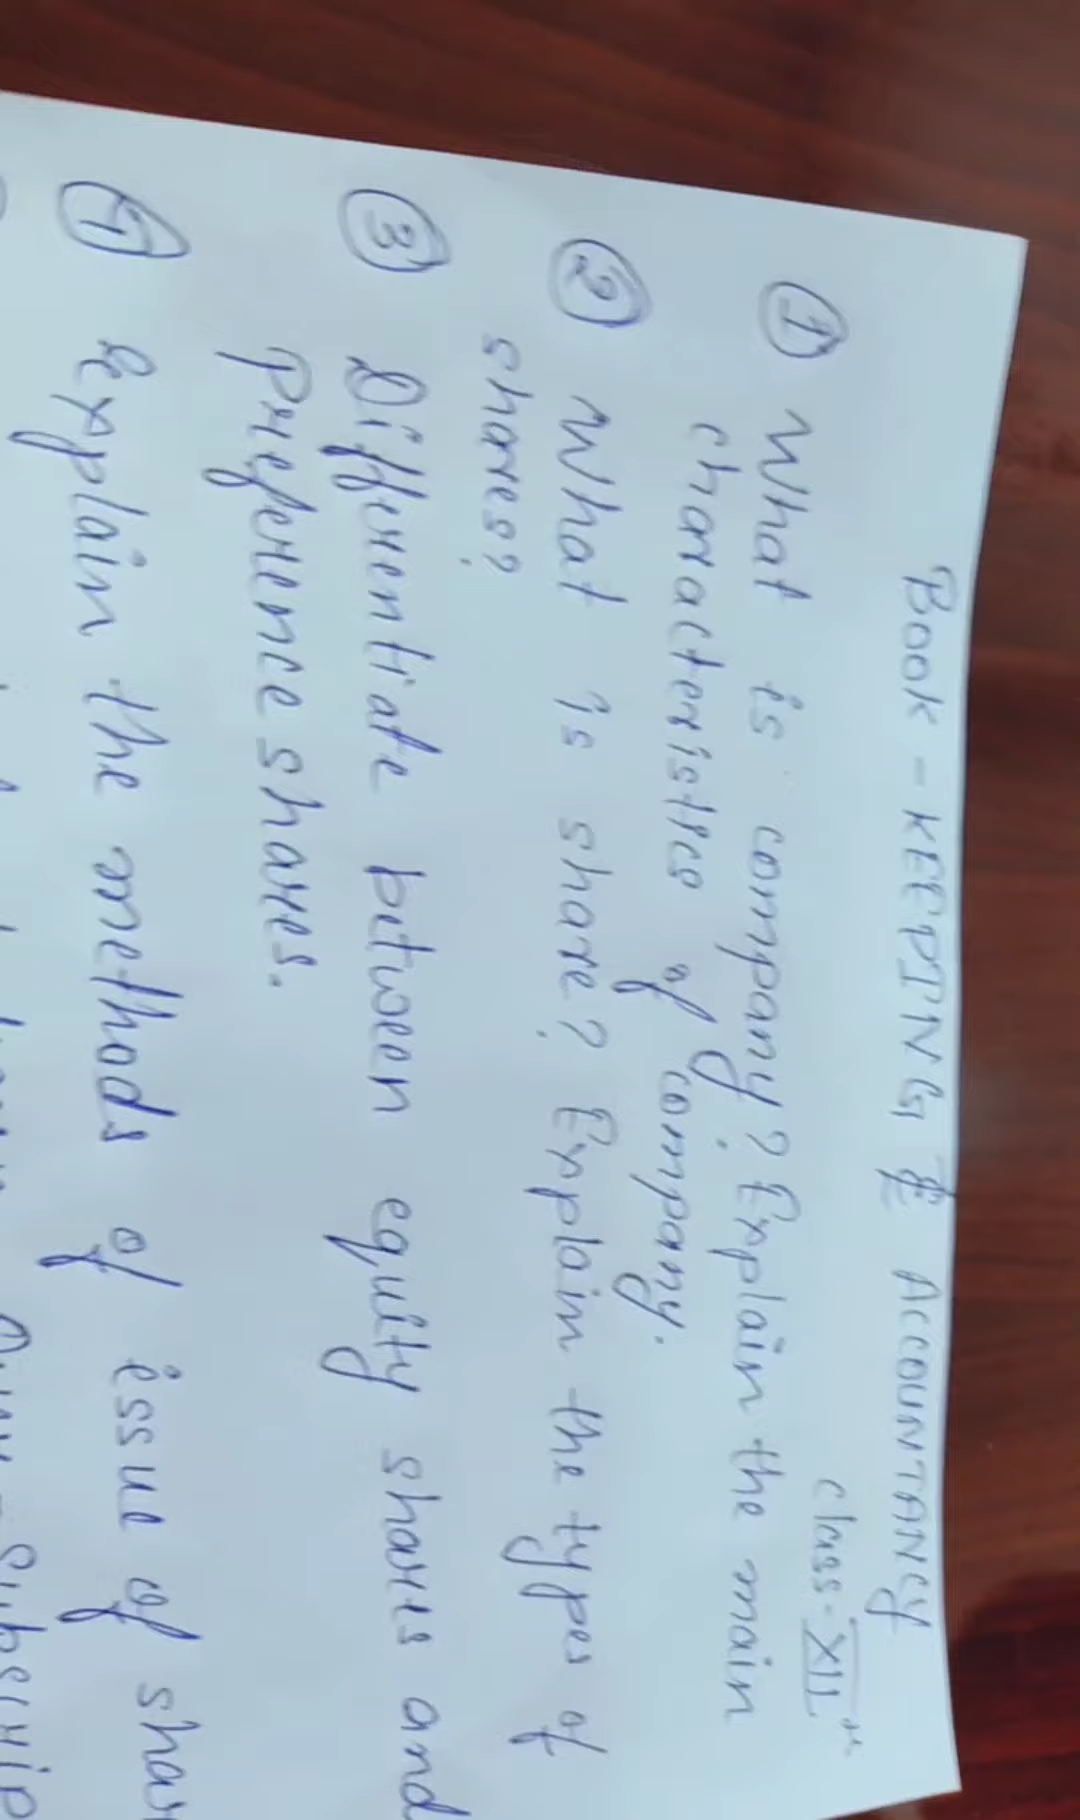 BOOK-KEEPING & ACCOUNTANCY
class-XII
① What is company? Explain the main
characteristics of company.
② What is share? Explain the types of
shares?
③ Differentiate between equity shares and
Preference shares.
④ Explain the methods of issue of shar